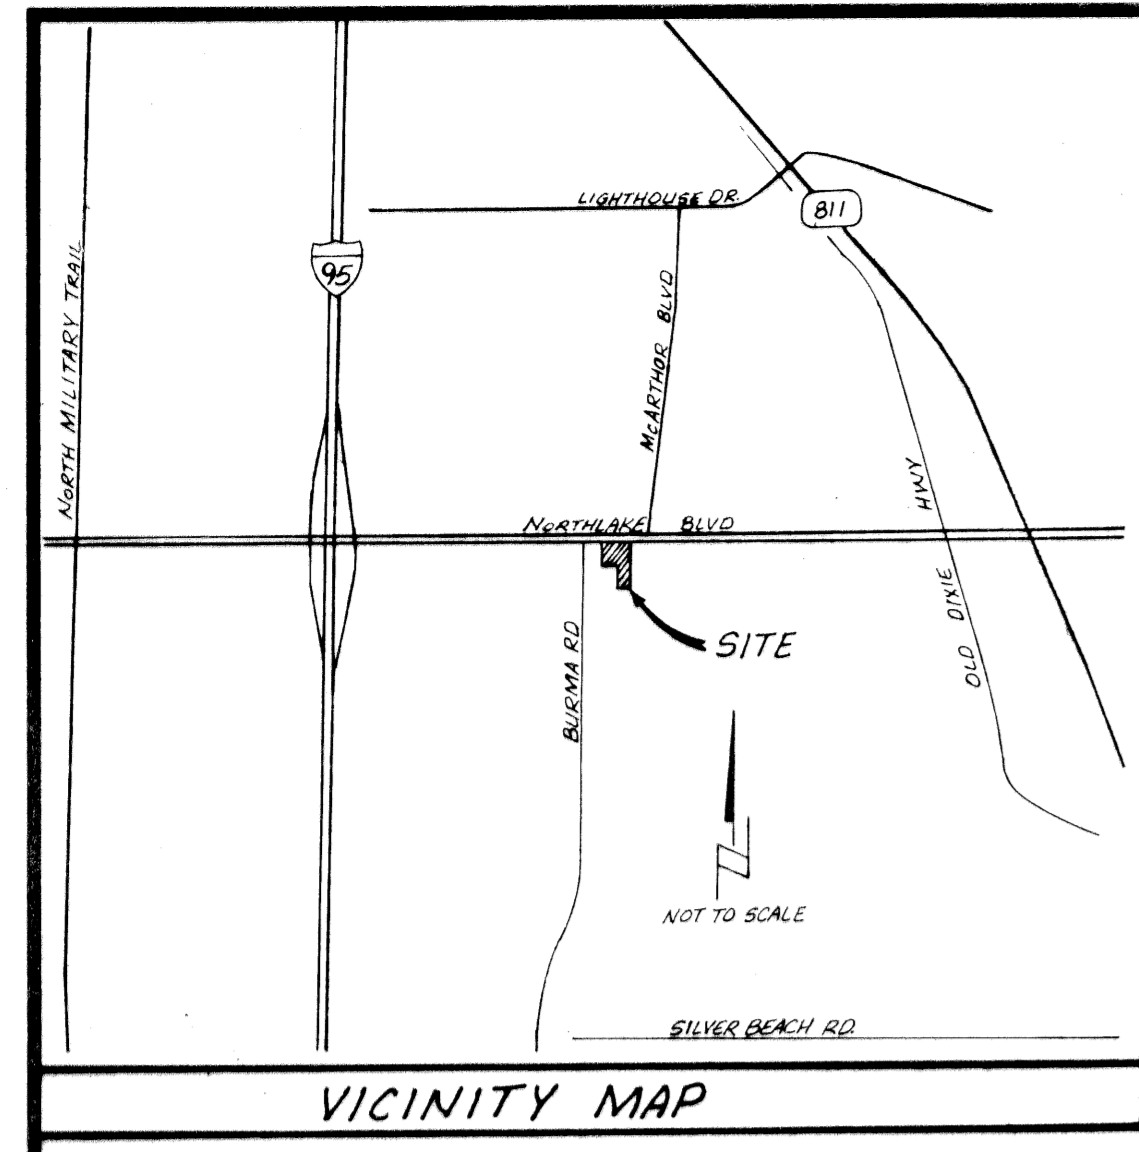 LIGHTHOUSE DR.
811
95
NORTH MILITARY TRAIL
McARTHOR BLVD
NORTHLAKE BLVD
OLD DIXIE HWY
SITE
BURMA RD
N
NOT TO SCALE
SILVER BEACH RD.
VICINITY MAP